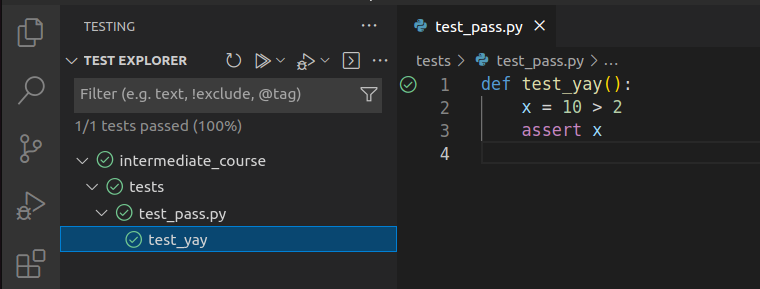 TESTING
TEST EXPLORER
Filter (e.g. text, !exclude, @tag)
1/1 tests passed (100%)
intermediate_course
tests
test_pass.py
test_yay
test_pass.py
tests > test_pass.py > ...
1 def test_yay():
2     x = 10 > 2
3     assert x
4